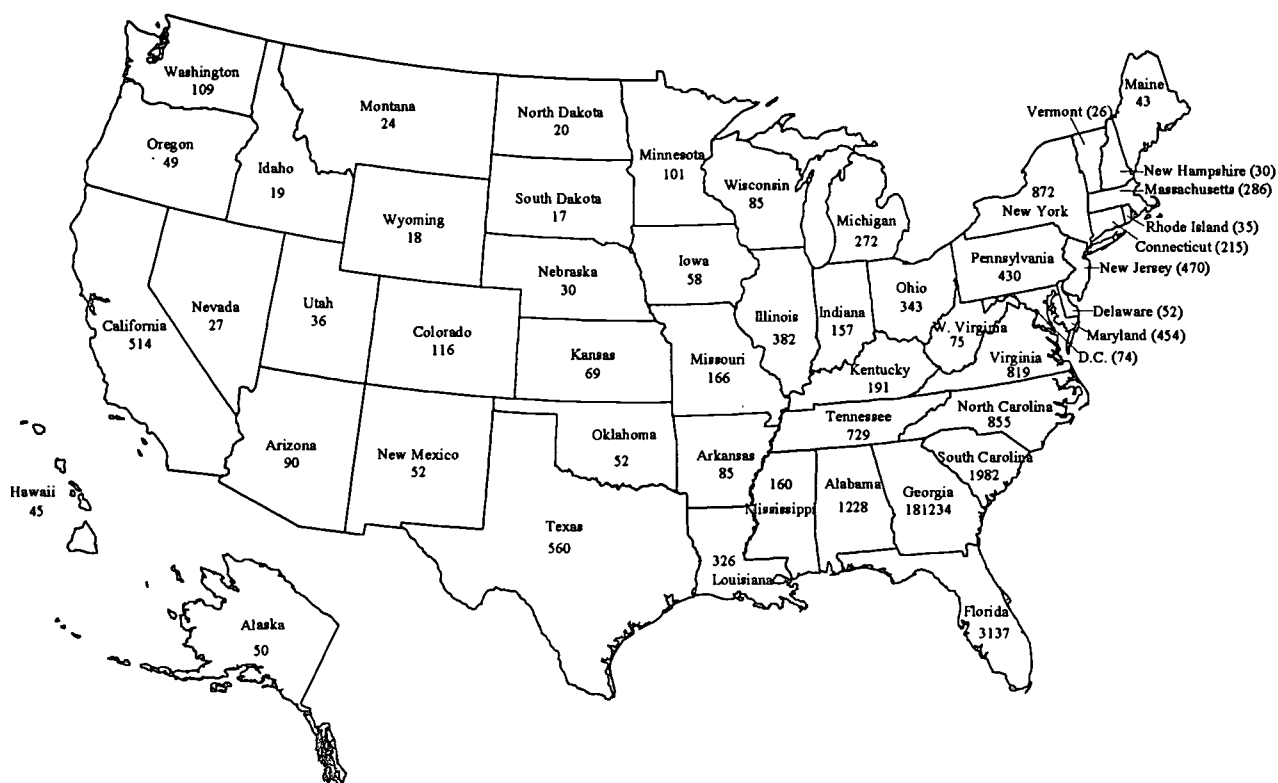 Washington
109
Oregon
49
Idaho
19
Montana
24
North Dakota
20
South Dakota
17
Wyoming
18
Nebraska
30
Minnesota
101
Wisconsin
85
Michigan
272
Iowa
58
Maine
43
Vermont (26)
New Hampshire (30)
Massachusetts (286)
872
New York
Rhode Island (35)
Connecticut (215)
Pennsylvania
430
New Jersey (470)
Delaware (52)
Maryland (454)
D.C. (74)
California
514
Nevada
27
Utah
36
Colorado
116
Kansas
69
Missouri
166
Illinois
382
Indiana
157
Ohio
343
W. Virginia
75
Virginia
819
Kentucky
191
Tennessee
729
North Carolina
855
South Carolina
1982
Arizona
90
New Mexico
52
Oklahoma
52
Arkansas
85
160
Mississippi
Alabama
1228
Georgia
181234
Texas
560
326
Louisiana
Florida
3137
Hawaii
45
Alaska
50